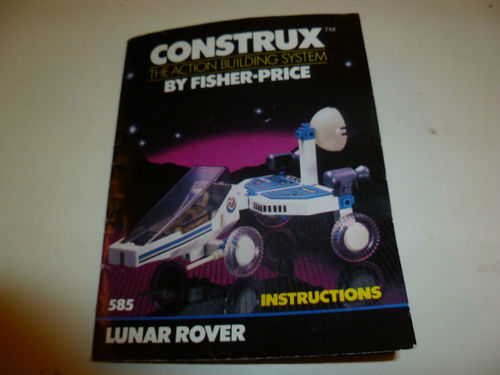 CONSTRUX™
THE ACTION BUILDING SYSTEM
BY FISHER-PRICE
585
INSTRUCTIONS
LUNAR ROVER